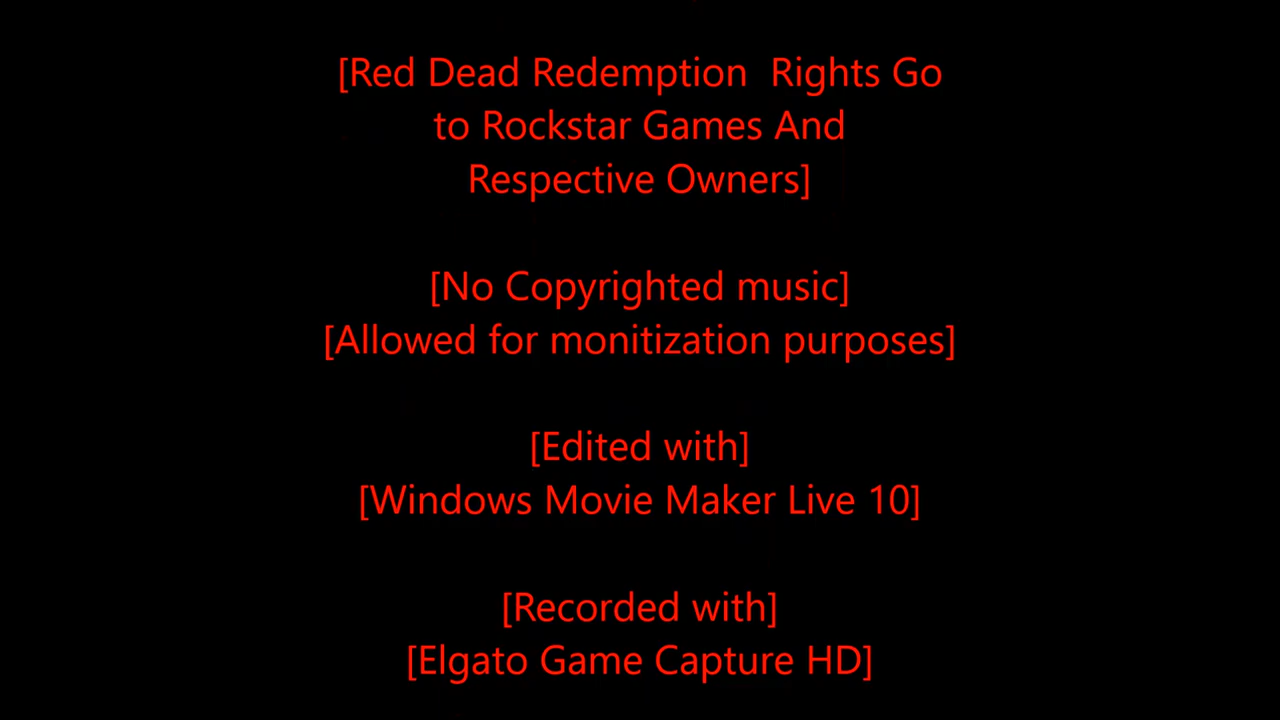 [Red Dead Redemption  Rights Go
to Rockstar Games And
Respective Owners]
[No Copyrighted music]
[Allowed for monitization purposes]
[Edited with]
[Windows Movie Maker Live 10]
[Recorded with]
[Elgato Game Capture HD]